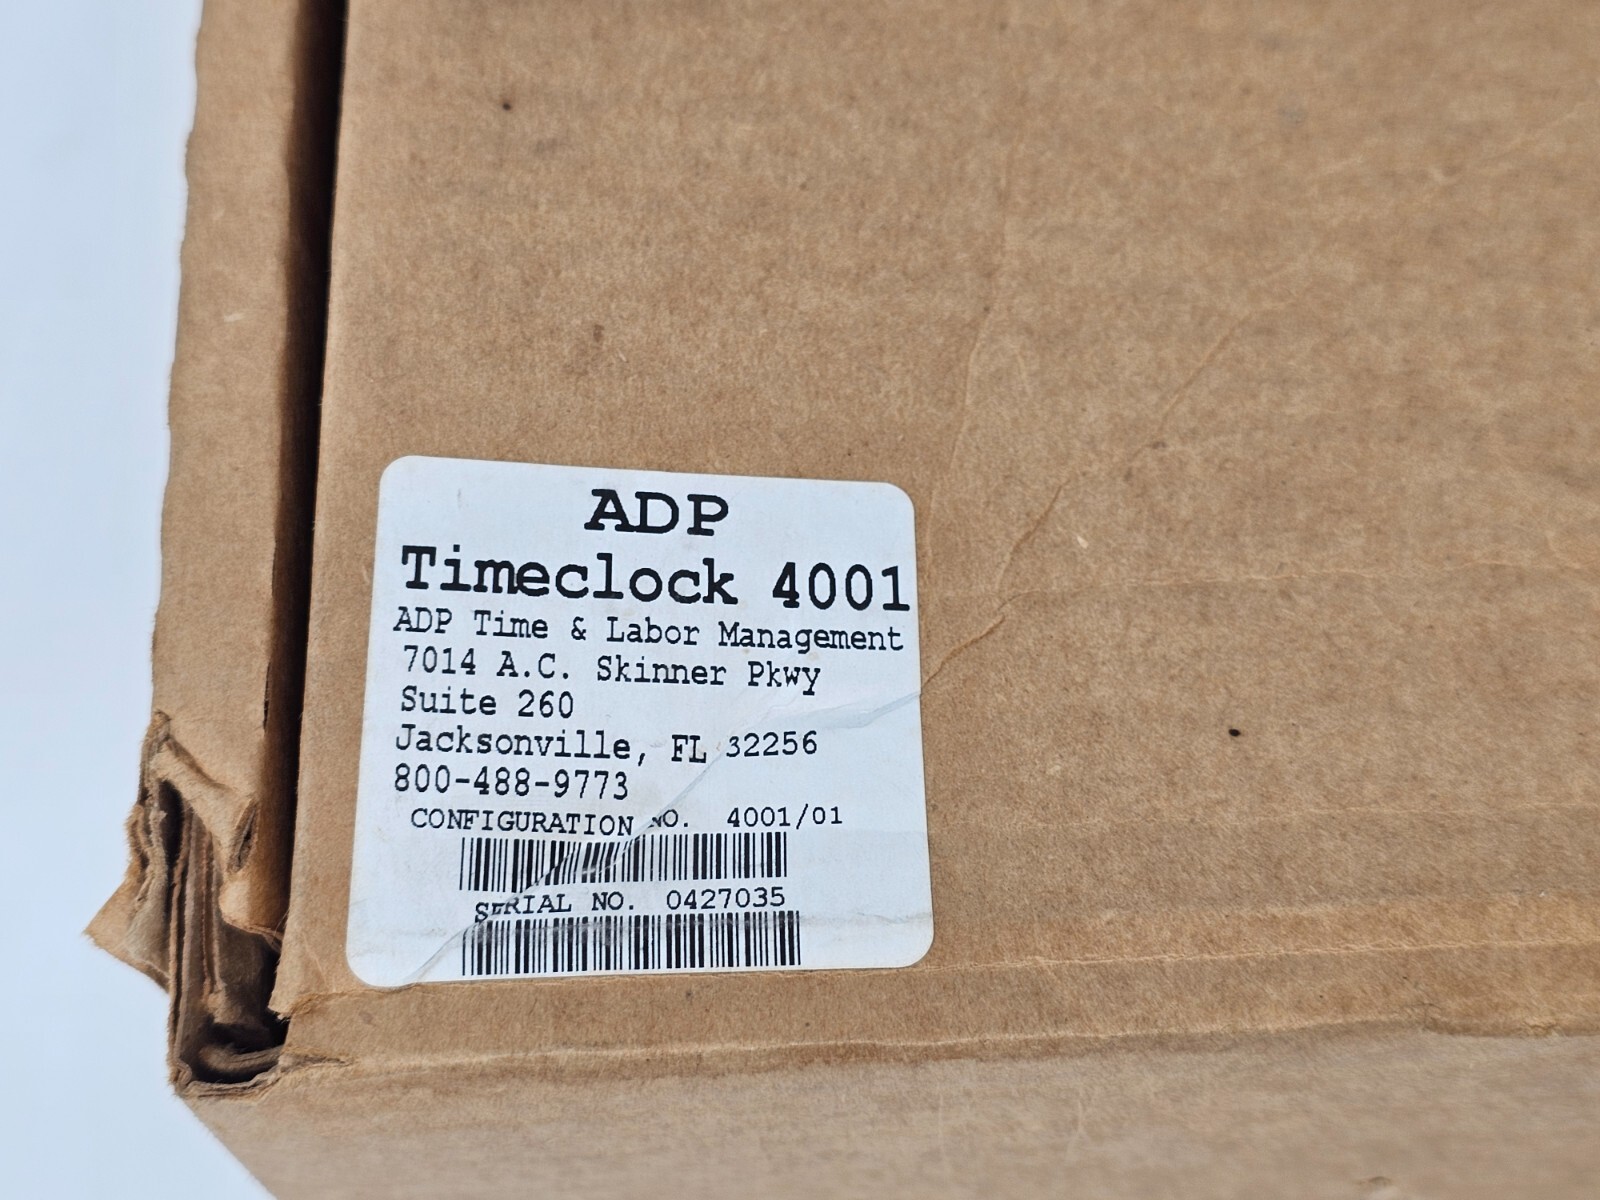 ADP
Timeclock 4001
ADP Time & Labor Management
7014 A.C. Skinner Pkwy
Suite 260
Jacksonville, FL 32256
800-488-9773
CONFIGURATION NO. 4001/01
SERIAL NO. 0427035